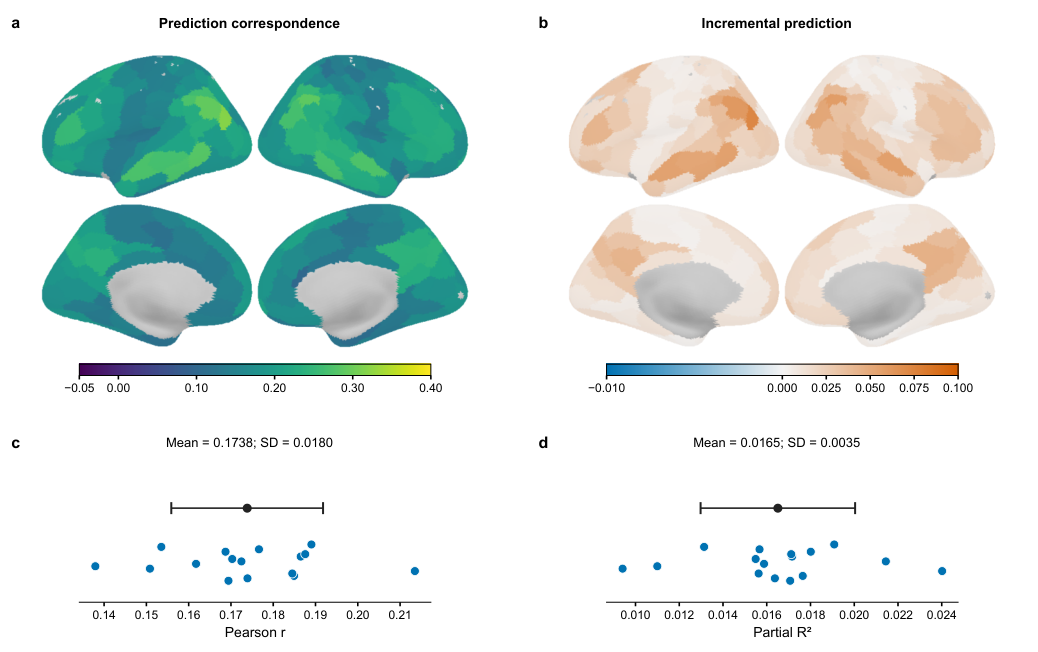 a Prediction correspondence
b Incremental prediction
−0.05 0.00 0.10 0.20 0.30 0.40
−0.010 0.000 0.025 0.050 0.075 0.100
c Mean = 0.1738; SD = 0.0180
0.14 0.15 0.16 0.17 0.18 0.19 0.20 0.21
Pearson r
d Mean = 0.0165; SD = 0.0035
0.010 0.012 0.014 0.016 0.018 0.020 0.022 0.024
Partial R²